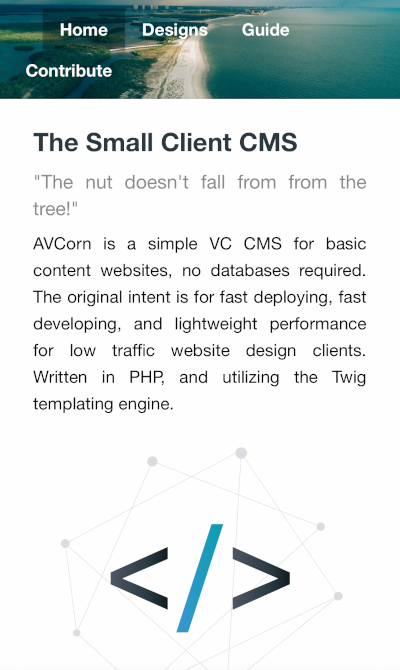 Home Designs Guide
Contribute
The Small Client CMS
"The nut doesn't fall from from the
tree!"
AVCorn is a simple VC CMS for basic
content websites, no databases required.
The original intent is for fast deploying, fast
developing, and lightweight performance
for low traffic website design clients.
Written in PHP, and utilizing the Twig
templating engine.